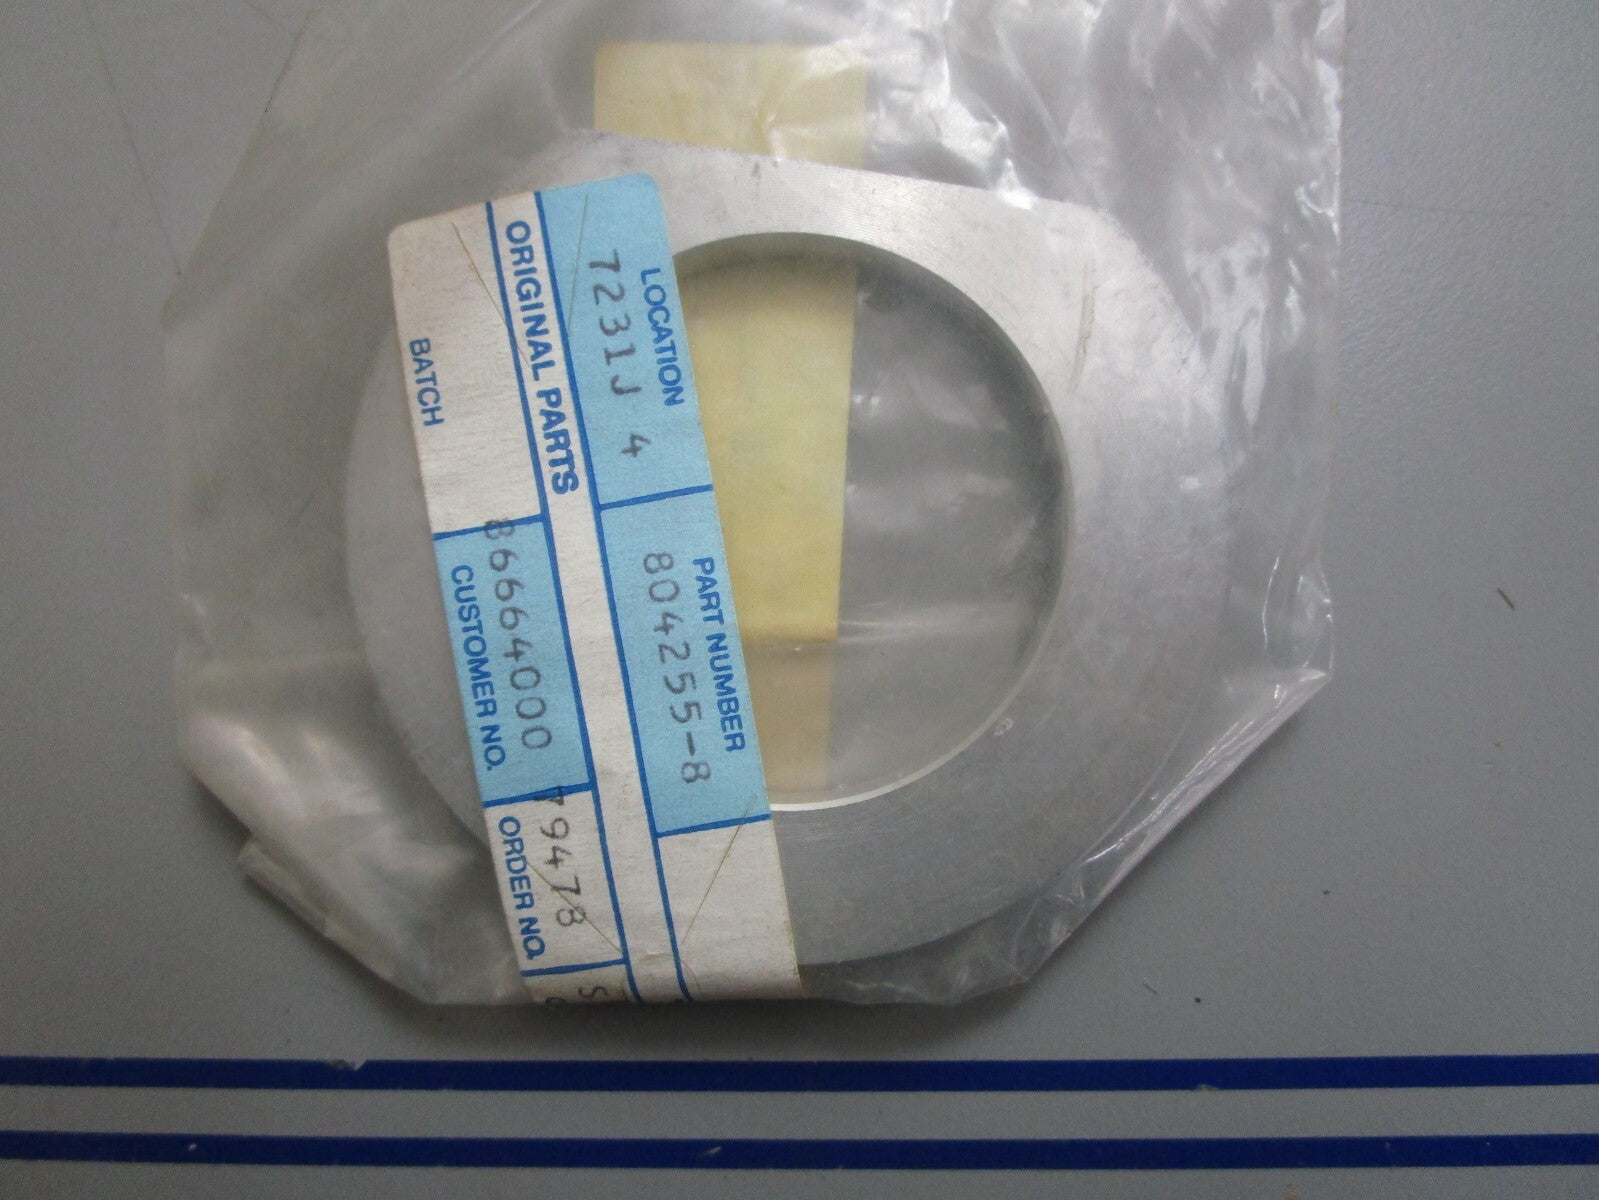 LOCATION
7231J 4
PART NUMBER
804255-8
ORIGINAL PARTS
BATCH
86664000
CUSTOMER NO.
79478
ORDER NO.
S